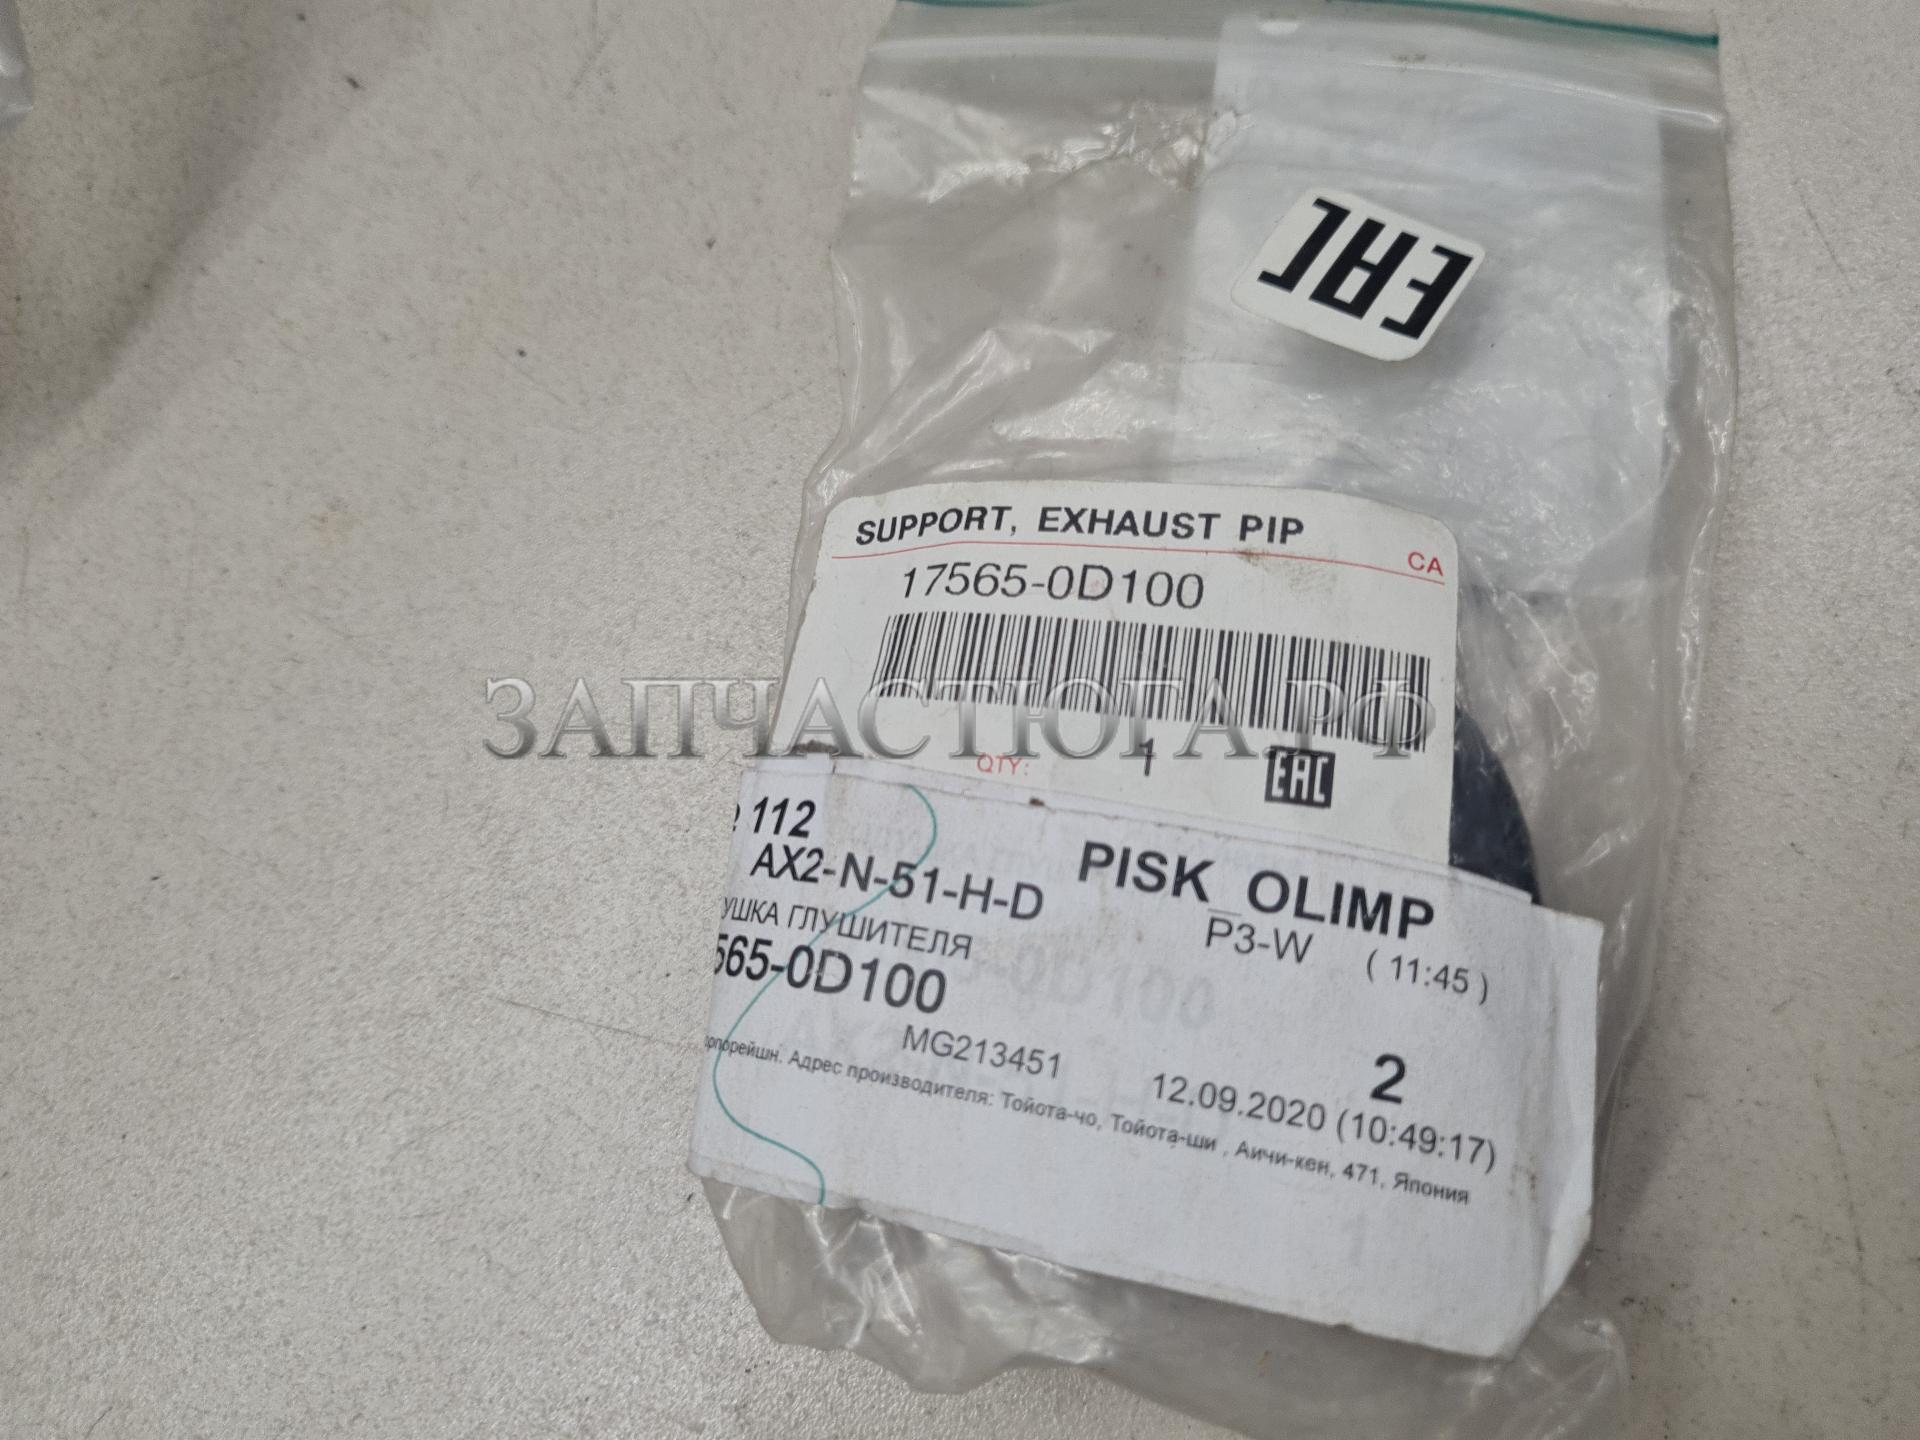 EAC
SUPPORT, EXHAUST PIP
CA
17565-0D100
ЗАПЧАСТЮГА.РФ
QTY: 1 EAC
112
AX2-N-51-H-D PISK_OLIMP
УШКА ГЛУШИТЕЛЯ P3-W ( 11:45 )
565-0D100
MG213451 2
12.09.2020 (10:49:17)
орпорейшн. Адрес производителя: Тойота-чо, Тойота-ши , Аичи-кен, 471, Япония